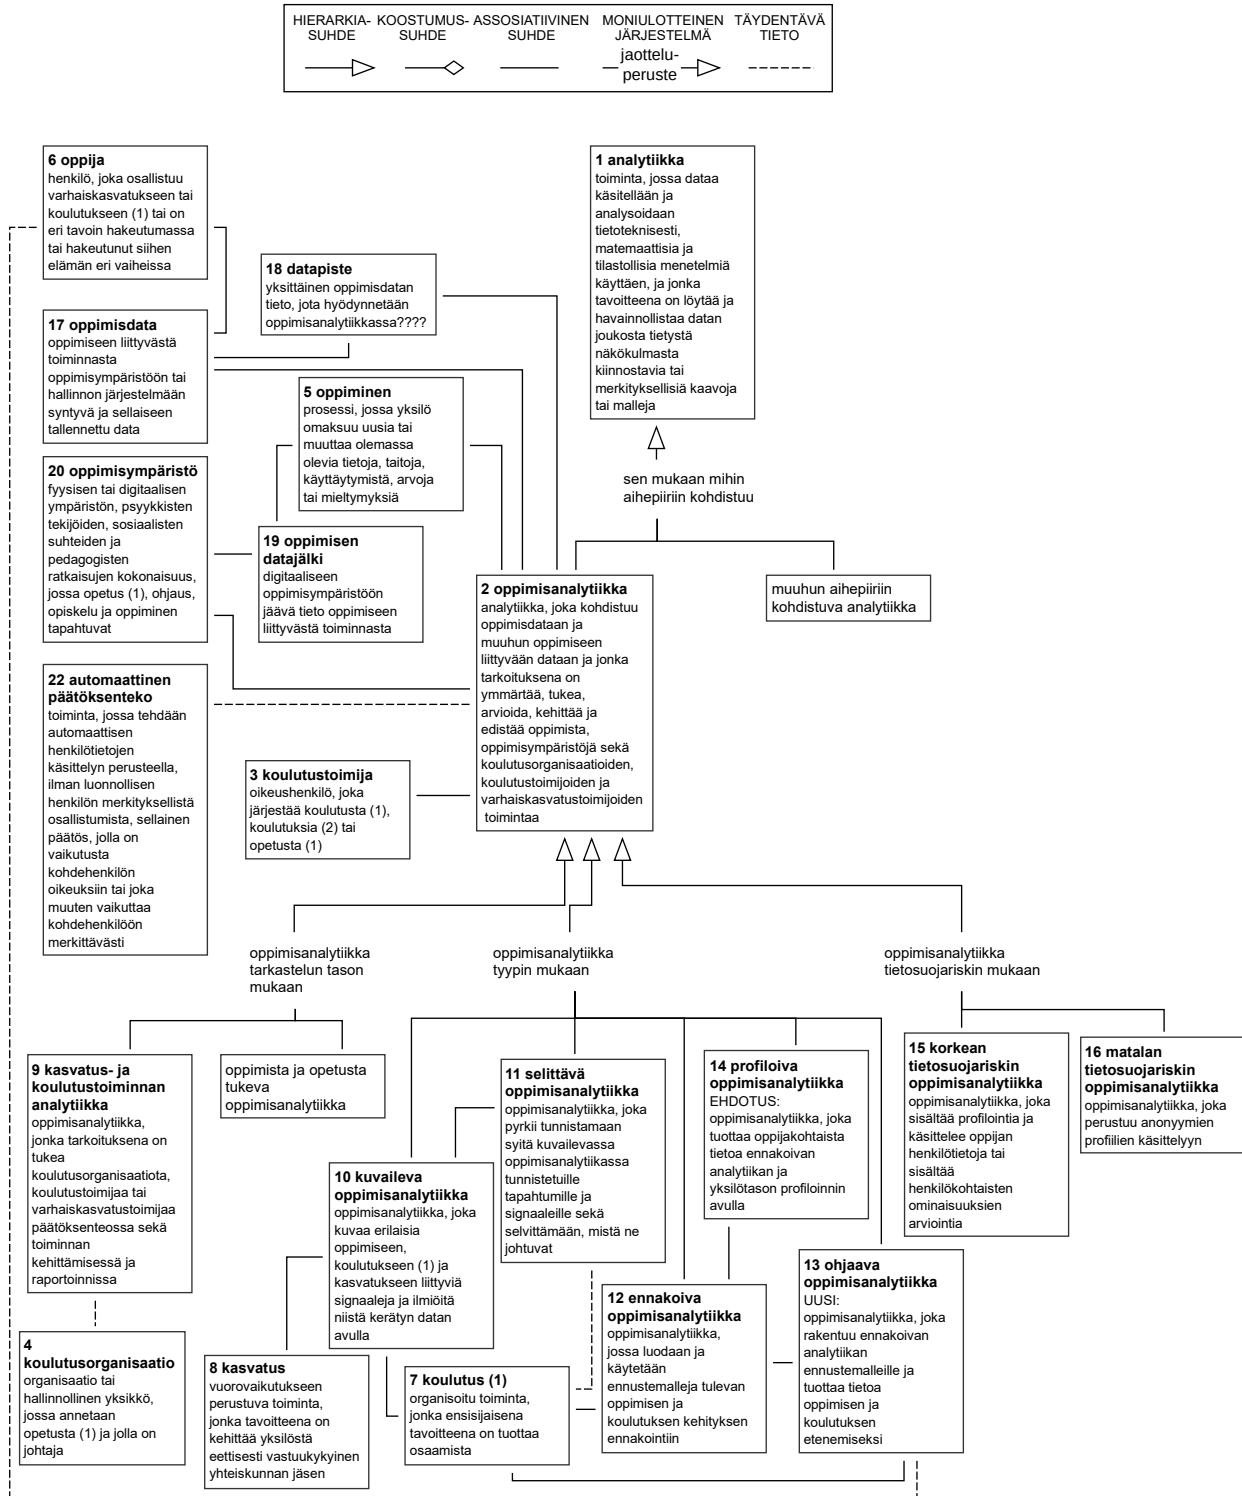 HIERARKIA-
SUHDE
KOOSTUMUS-
SUHDE
ASSOSIATIIVINEN
SUHDE
MONIULOTTEINEN
JÄRJESTELMÄ
jaottelu-
peruste
TÄYDENTÄVÄ
TIETO
6 oppija
henkilö, joka osallistuu
varhaiskasvatukseen tai
koulutukseen (1) tai on
eri tavoin hakeutumassa
tai hakeutunut siihen
elämän eri vaiheissa
1 analytiikka
toiminta, jossa dataa
käsitellään ja
analysoidaan
tietoteknisesti,
matemaattisia ja
tilastollisia menetelmiä
käyttäen, ja jonka
tavoitteena on löytää ja
havainnollistaa datan
joukosta tietystä
näkökulmasta
kiinnostavia tai
merkityksellisiä kaavoja
tai malleja
18 datapiste
yksittäinen oppimisdatan
tieto, jota hyödynnetään
oppimisanalytiikkassa????
17 oppimisdata
oppimiseen liittyvästä
toiminnasta
oppimisympäristöön tai
hallinnon järjestelmään
syntyvä ja sellaiseen
tallennettu data
5 oppiminen
prosessi, jossa yksilö
omaksuu uusia tai
muuttaa olemassa
olevia tietoja, taitoja,
käyttäytymistä, arvoja
tai mieltymyksiä
20 oppimisympäristö
fyysisen tai digitaalisen
ympäristön, psyykkisten
tekijöiden, sosiaalisten
suhteiden ja
pedagogisten
ratkaisujen kokonaisuus,
jossa opetus (1), ohjaus,
opiskelu ja oppiminen
tapahtuvat
sen mukaan mihin
aihepiiriin kohdistuu
19 oppimisen
datajälki
digitaaliseen
oppimisympäristöön
jäävä tieto oppimiseen
liittyvästä toiminnasta
2 oppimisanalytiikka
analytiikka, joka kohdistuu
oppimisdataan ja
muuhun oppimiseen
liittyvään dataan ja jonka
tarkoituksena on
ymmärtää, tukea,
arvioida, kehittää ja
edistää oppimista,
oppimisympäristöjä sekä
koulutusorganisaatioiden,
koulutustoimijoiden ja
varhaiskasvatustoimijoiden
toimintaa
muuhun aihepiiriin
kohdistuva analytiikka
22 automaattinen
päätöksenteko
toiminta, jossa tehdään
automaattisen
henkilötietojen
käsittelyn perusteella,
ilman luonnollisen
henkilön merkityksellistä
osallistumista, sellainen
päätös, jolla on
vaikutusta
kohdehenkilön
oikeuksiin tai joka
muuten vaikuttaa
kohdehenkilöön
merkittävästi
3 koulutustoimija
oikeushenkilö, joka
järjestää koulutusta (1),
koulutuksia (2) tai
opetusta (1)
oppimisanalytiikka
tarkastelun tason
mukaan
oppimisanalytiikka
tyypin mukaan
oppimisanalytiikka
tietosuojariskin mukaan
9 kasvatus- ja
koulutustoiminnan
analytiikka
oppimisanalytiikka,
jonka tarkoituksena on
tukea
koulutusorganisaatiota,
koulutustoimijaa tai
varhaiskasvatustoimijaa
päätöksenteossa sekä
toiminnan
kehittämisessä ja
raportoinnissa
oppimista ja opetusta
tukeva
oppimisanalytiikka
11 selittävä
oppimisanalytiikka
oppimisanalytiikka, joka
pyrkii tunnistamaan
syitä kuvailevassa
oppimisanalytiikassa
tunnistetuille
tapahtumille ja
signaaleille sekä
selvittämään, mistä ne
johtuvat
14 profiloiva
oppimisanalytiikka
EHDOTUS:
oppimisanalytiikka, joka
tuottaa oppijakohtaista
tietoa ennakoivan
analytiikan ja
yksilötason profiloinnin
avulla
15 korkean
tietosuojariskin
oppimisanalytiikka
oppimisanalytiikka, joka
sisältää profilointia ja
käsittelee oppijan
henkilötietoja tai
sisältää
henkilökohtaisten
ominaisuuksien
arviointia
16 matalan
tietosuojariskin
oppimisanalytiikka
oppimisanalytiikka, joka
perustuu anonyymien
profiilien käsittelyyn
10 kuvaileva
oppimisanalytiikka
oppimisanalytiikka, joka
kuvaa erilaisia
oppimiseen,
koulutukseen (1) ja
kasvatukseen liittyviä
signaaleja ja ilmiöitä
niistä kerätyn datan
avulla
12 ennakoiva
oppimisanalytiikka
oppimisanalytiikka,
jossa luodaan ja
käytetään
ennustemalleja tulevan
oppimisen ja
koulutuksen kehityksen
ennakointiin
13 ohjaava
oppimisanalytiikka
UUSI:
oppimisanalytiikka, joka
rakentuu ennakoivan
analytiikan
ennustemalleille ja
tuottaa tietoa
oppimisen ja
koulutuksen
etenemiseksi
4
koulutusorganisaatio
organisaatio tai
hallinnollinen yksikkö,
jossa annetaan
opetusta (1) ja jolla on
johtaja
8 kasvatus
vuorovaikutukseen
perustuva toiminta,
jonka tavoitteena on
kehittää yksilöstä
eettisesti vastuukykyinen
yhteiskunnan jäsen
7 koulutus (1)
organisoitu toiminta,
jonka ensisijaisena
tavoitteena on tuottaa
osaamista